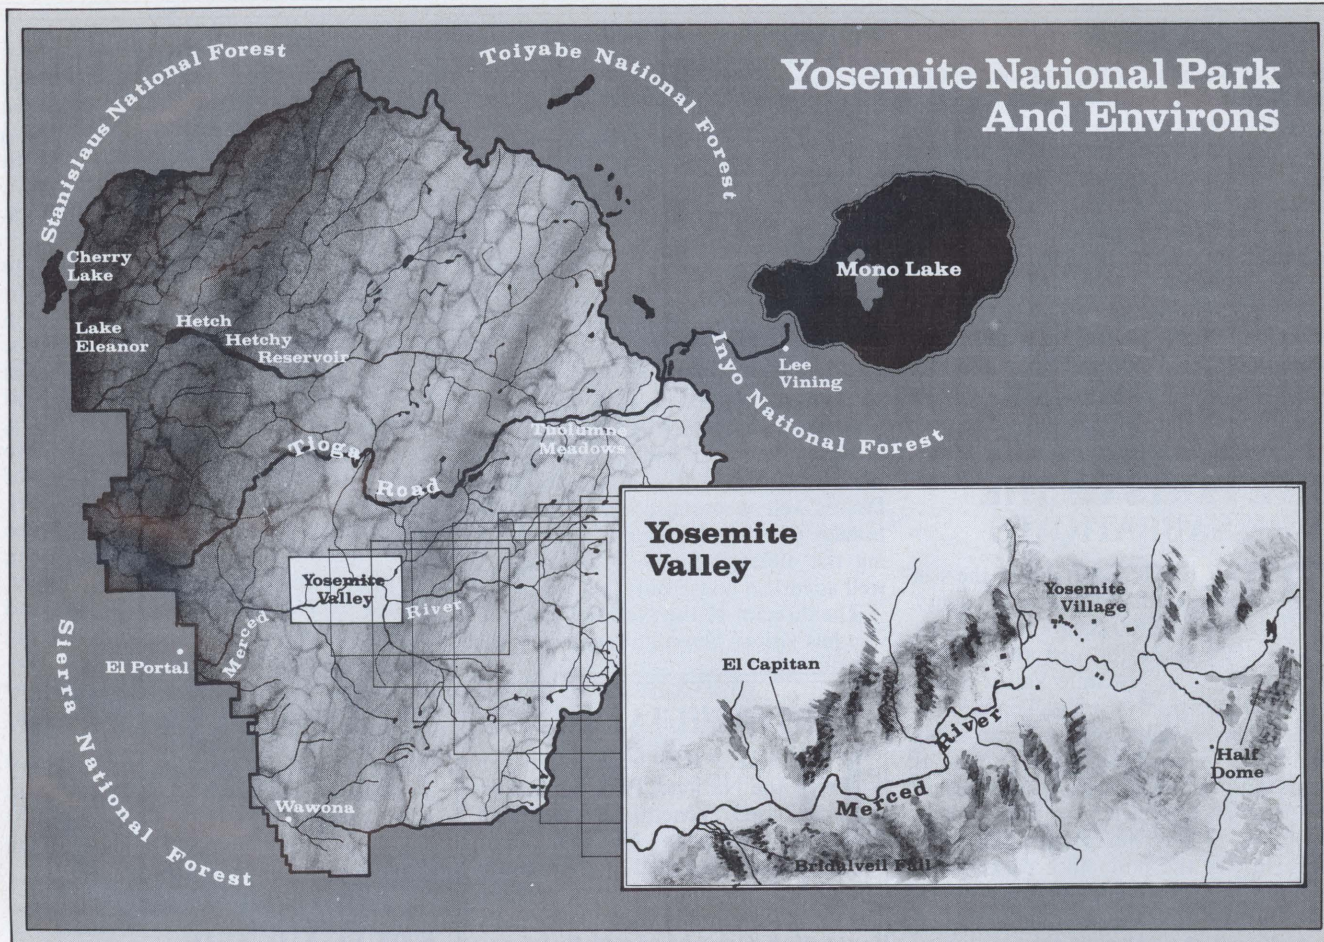 Yosemite National Park
And Environs
Stanislaus National Forest
Toiyabe National Forest
Cherry
Lake
Lake
Eleanor
Hetch
Hetchy
Reservoir
Mono Lake
Lee
Vining
Inyo National Forest
Tioga
Road
Tuolumne
Meadows
Yosemite
Valley
Merced
River
El Portal
Sierra National Forest
Wawona
Yosemite
Valley
Yosemite
Village
El Capitan
Merced
River
Half
Dome
Bridalveil Fall